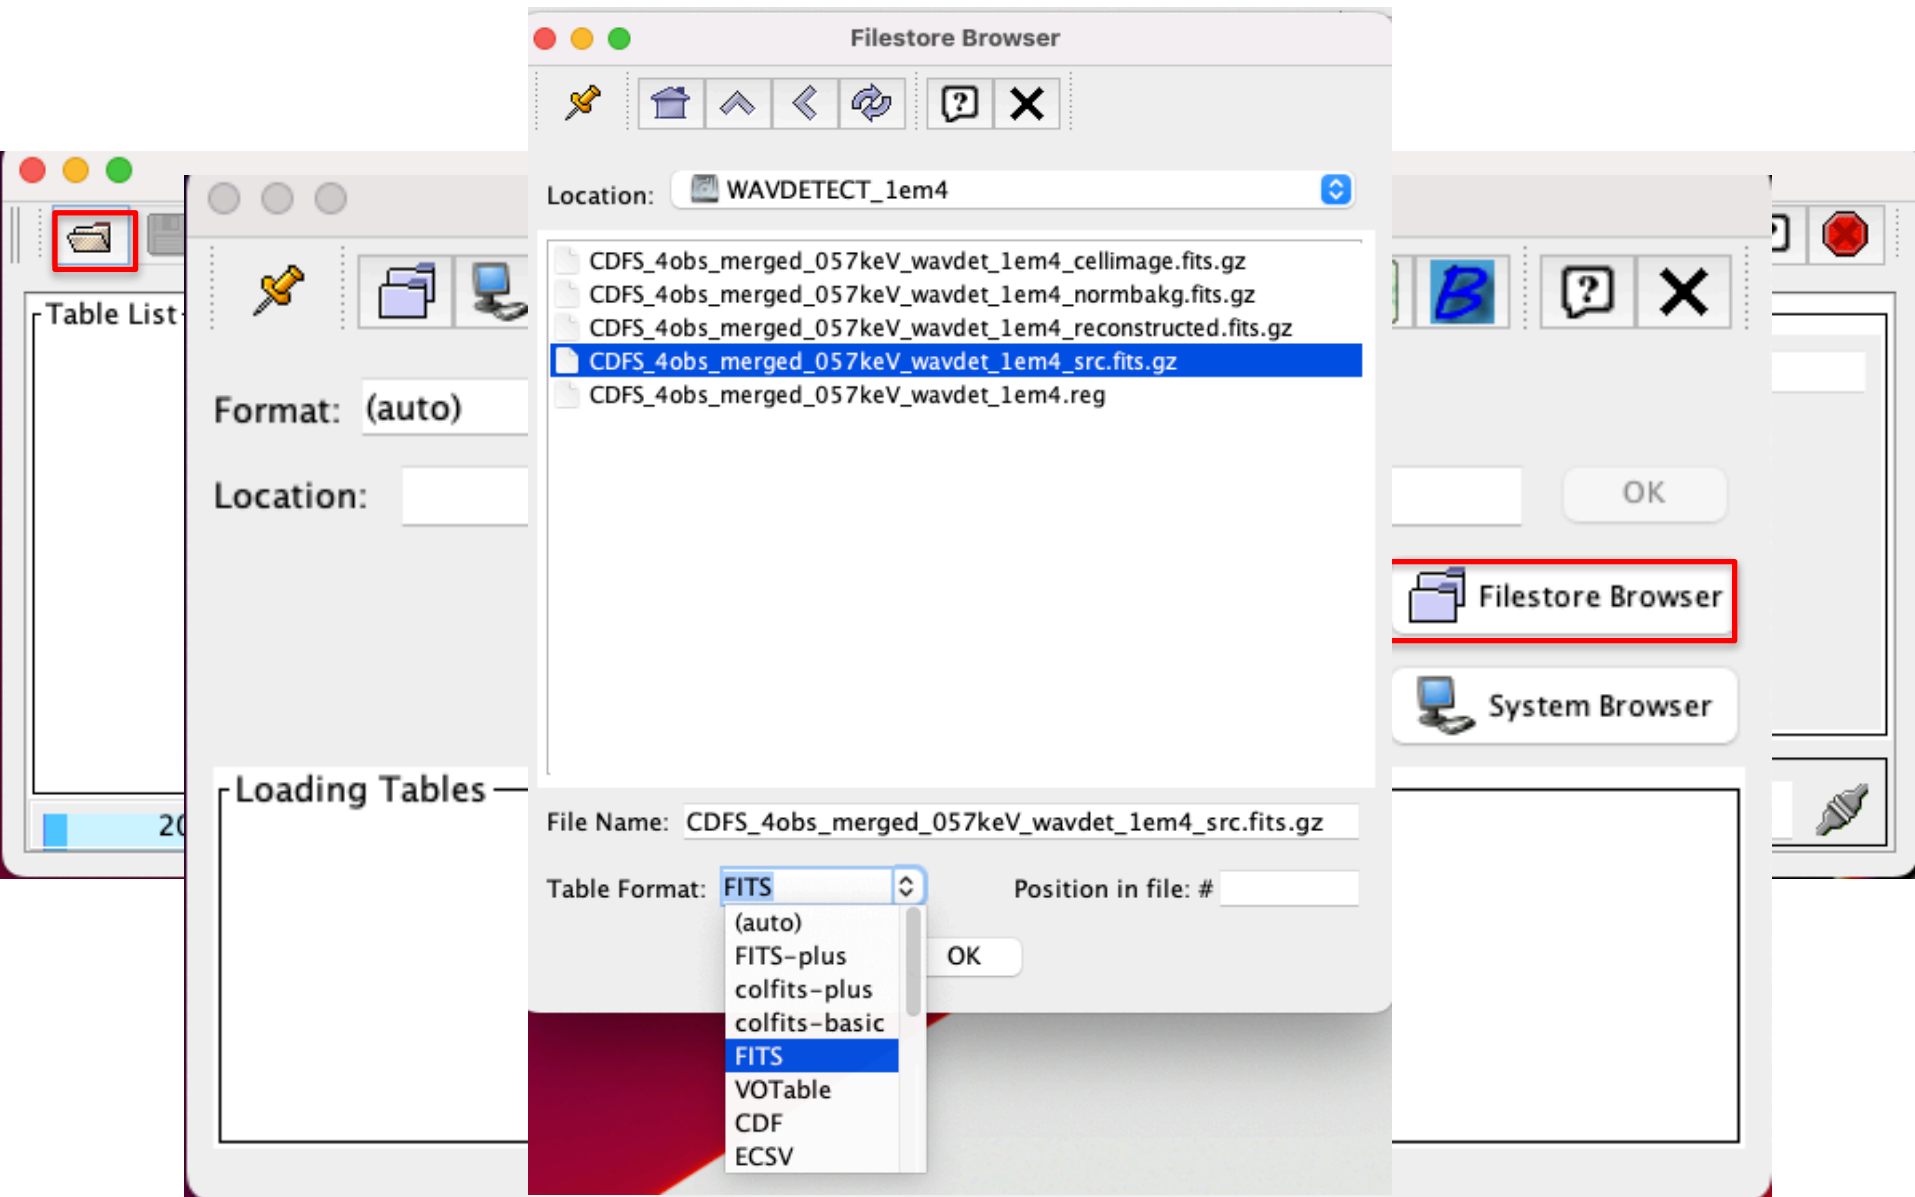 Filestore Browser
Location: WAVDETECT_1em4
CDFS_4obs_merged_057keV_wavdet_1em4_cellimage.fits.gz
CDFS_4obs_merged_057keV_wavdet_1em4_normbakg.fits.gz
CDFS_4obs_merged_057keV_wavdet_1em4_reconstructed.fits.gz
CDFS_4obs_merged_057keV_wavdet_1em4_src.fits.gz
CDFS_4obs_merged_057keV_wavdet_1em4.reg
File Name: CDFS_4obs_merged_057keV_wavdet_1em4_src.fits.gz
Table Format: FITS
Position in file: #
(auto)
FITS-plus
colfits-plus
colfits-basic
FITS
VOTable
CDF
ECSV
OK
Table List
20
Format: (auto)
Location:
OK
Filestore Browser
System Browser
Loading Tables